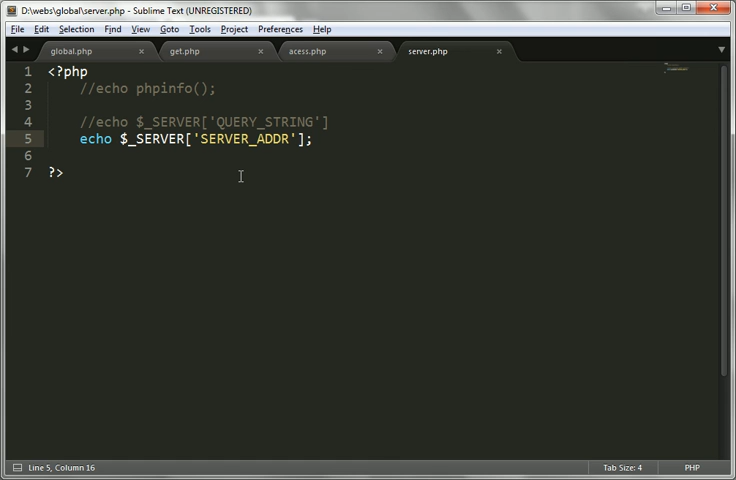 D:\webs\global\server.php - Sublime Text (UNREGISTERED)
File Edit Selection Find View Goto Tools Project Preferences Help
global.php × get.php × acess.php × server.php ×
1 <?php
2 //echo phpinfo();
3
4 //echo $_SERVER['QUERY_STRING']
5 echo $_SERVER['SERVER_ADDR'];
6
7 ?>
Line 5, Column 16 Tab Size: 4 PHP